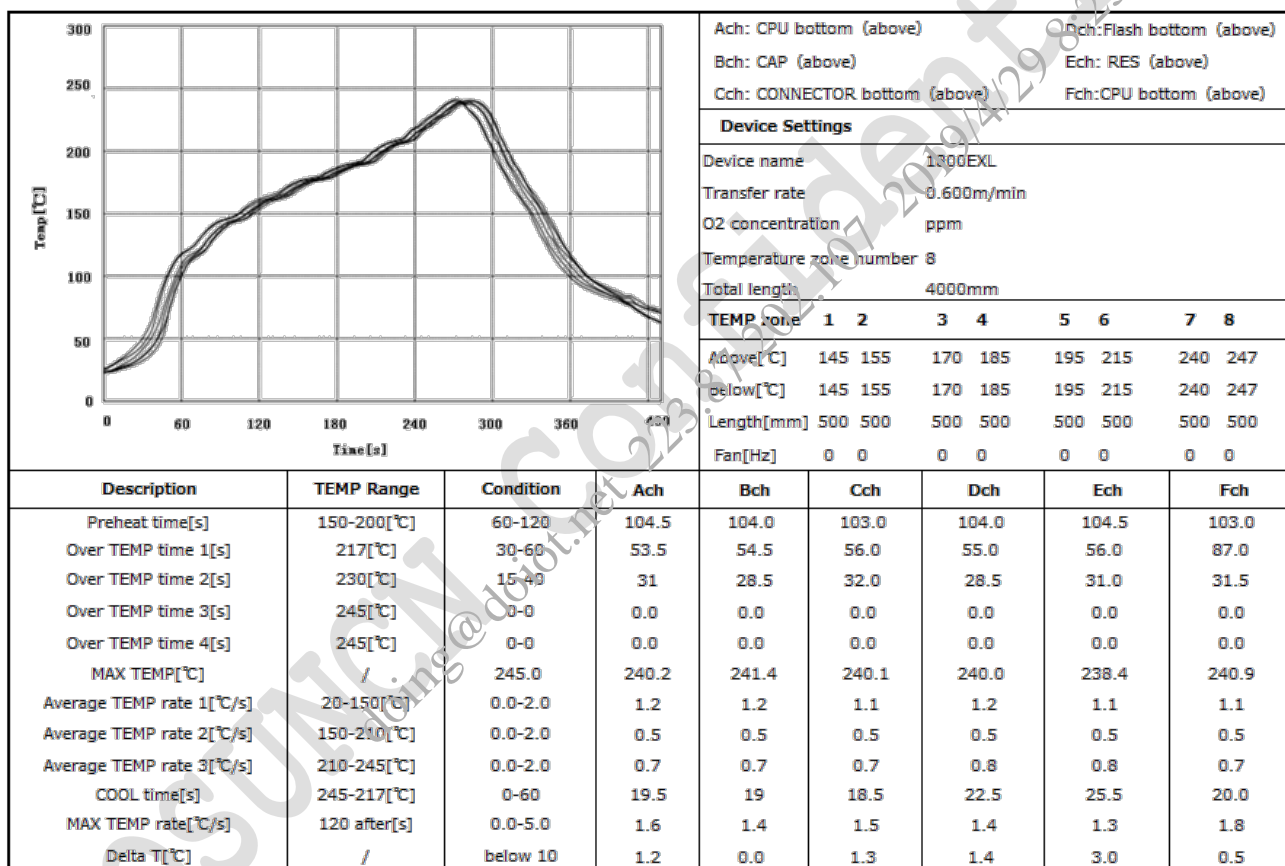 300
250
200
150
100
50
0
Temp[℃]
0 60 120 180 240 300 360
Time[s]
Ach: CPU bottom (above) Dch:Flash bottom (above)
Bch: CAP (above) Ech: RES (above)
Cch: CONNECTOR bottom (above) Fch:CPU bottom (above)
Device Settings
Device name 1800EXL
Transfer rate 0.600m/min
O2 concentration ppm
Temperature zone number 8
Total length 4000mm
TEMP zone 1 2 3 4 5 6 7 8
Above[℃] 145 155 170 185 195 215 240 247
Below[℃] 145 155 170 185 195 215 240 247
Length[mm] 500 500 500 500 500 500 500 500
Fan[Hz] 0 0 0 0 0 0 0 0
Description TEMP Range Condition Ach Bch Cch Dch Ech Fch
Preheat time[s] 150-200[℃] 60-120 104.5 104.0 103.0 104.0 104.5 103.0
Over TEMP time 1[s] 217[℃] 30-60 53.5 54.5 56.0 55.0 56.0 87.0
Over TEMP time 2[s] 230[℃] 15-40 31 28.5 32.0 28.5 31.0 31.5
Over TEMP time 3[s] 245[℃] 0-0 0.0 0.0 0.0 0.0 0.0 0.0
Over TEMP time 4[s] 245[℃] 0-0 0.0 0.0 0.0 0.0 0.0 0.0
MAX TEMP[℃] / 245.0 240.2 241.4 240.1 240.0 238.4 240.9
Average TEMP rate 1[℃/s] 20-150[℃] 0.0-2.0 1.2 1.2 1.1 1.2 1.1 1.1
Average TEMP rate 2[℃/s] 150-210[℃] 0.0-2.0 0.5 0.5 0.5 0.5 0.5 0.5
Average TEMP rate 3[℃/s] 210-245[℃] 0.0-2.0 0.7 0.7 0.7 0.8 0.8 0.7
COOL time[s] 245-217[℃] 0-60 19.5 19 18.5 22.5 25.5 20.0
MAX TEMP rate[℃/s] 120 after[s] 0.0-5.0 1.6 1.4 1.5 1.4 1.3 1.8
Delta T[℃] / below 10 1.2 0.0 1.3 1.4 3.0 0.5
Confident